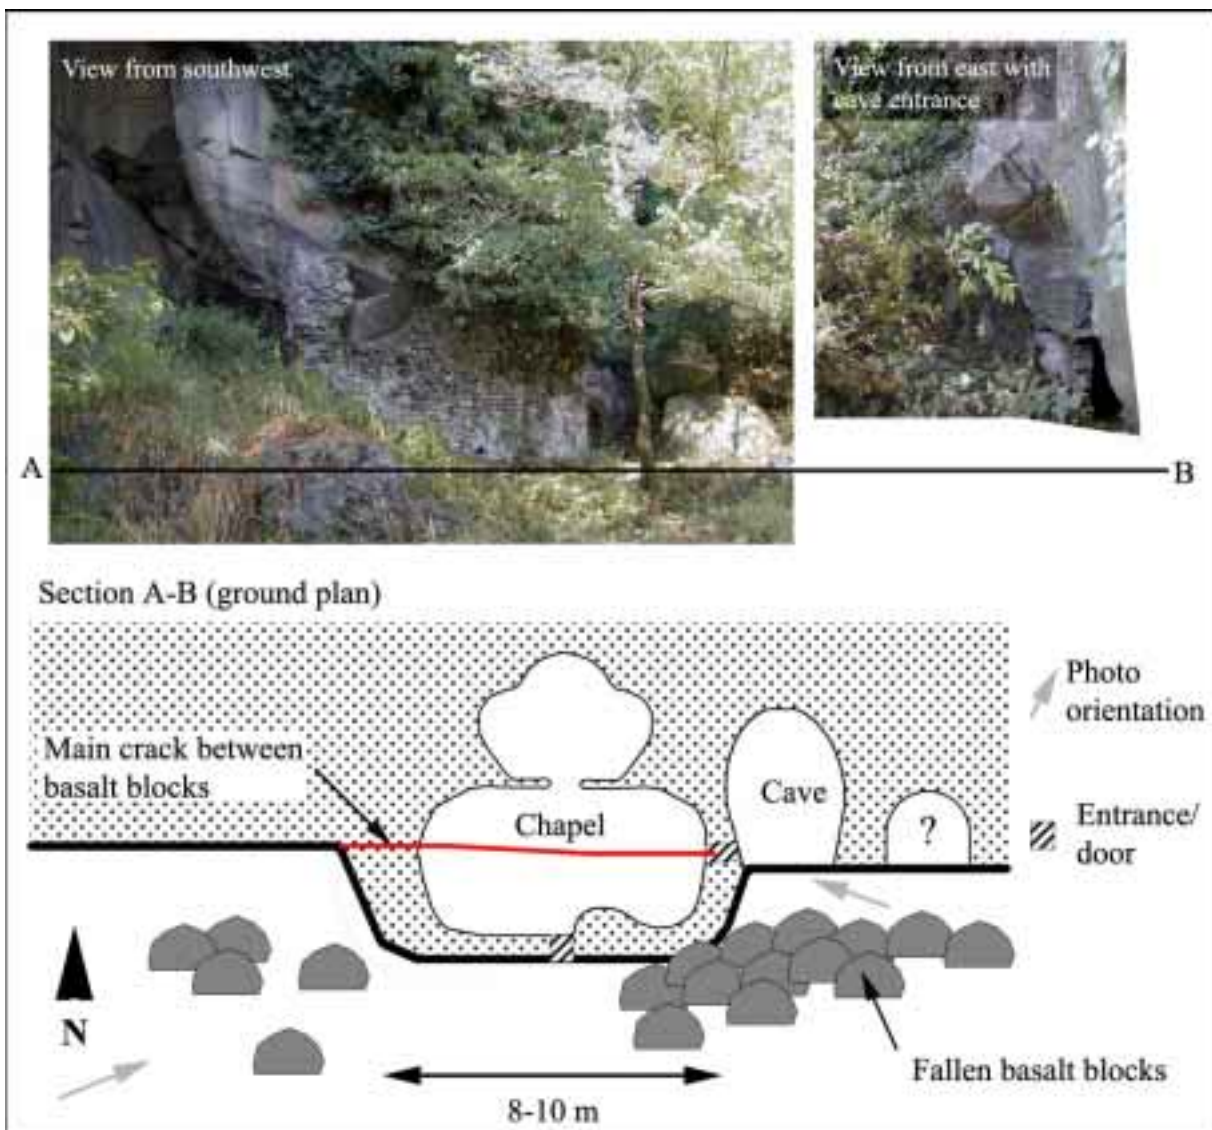 View from southwest
View from east with
cave entrance
A
B
Section A-B (ground plan)
Photo
orientation
Main crack between
basalt blocks
Chapel
Cave
?
Entrance/
door
N
Fallen basalt blocks
8-10 m